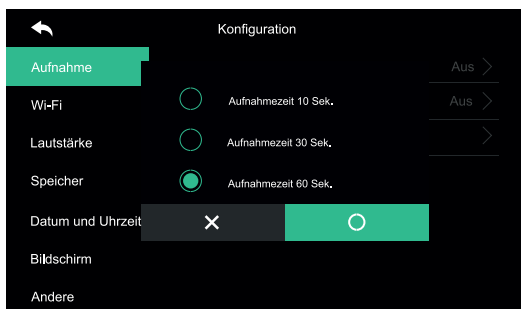 Konfiguration
Aufnahme
Aus
Wi-Fi
Aufnahmezeit 10 Sek.
Aus
Lautstärke
Aufnahmezeit 30 Sek.
Speicher
Aufnahmezeit 60 Sek.
Datum und Uhrzeit
Bildschirm
Andere